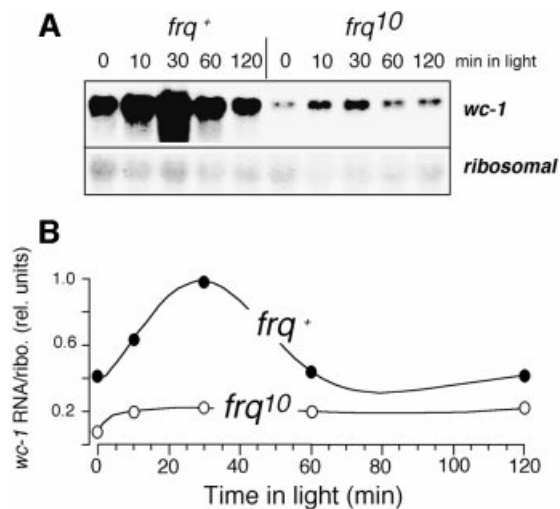 A
frq + frq10
0 10 30 60 120 0 10 30 60 120 min in light
wc-1
ribosomal
B
wc-1 RNA/ribo. (rel. units)
1.0
0.6
0.2
frq +
frq10
0 20 30 40 60 80 100 120
Time in light (min)